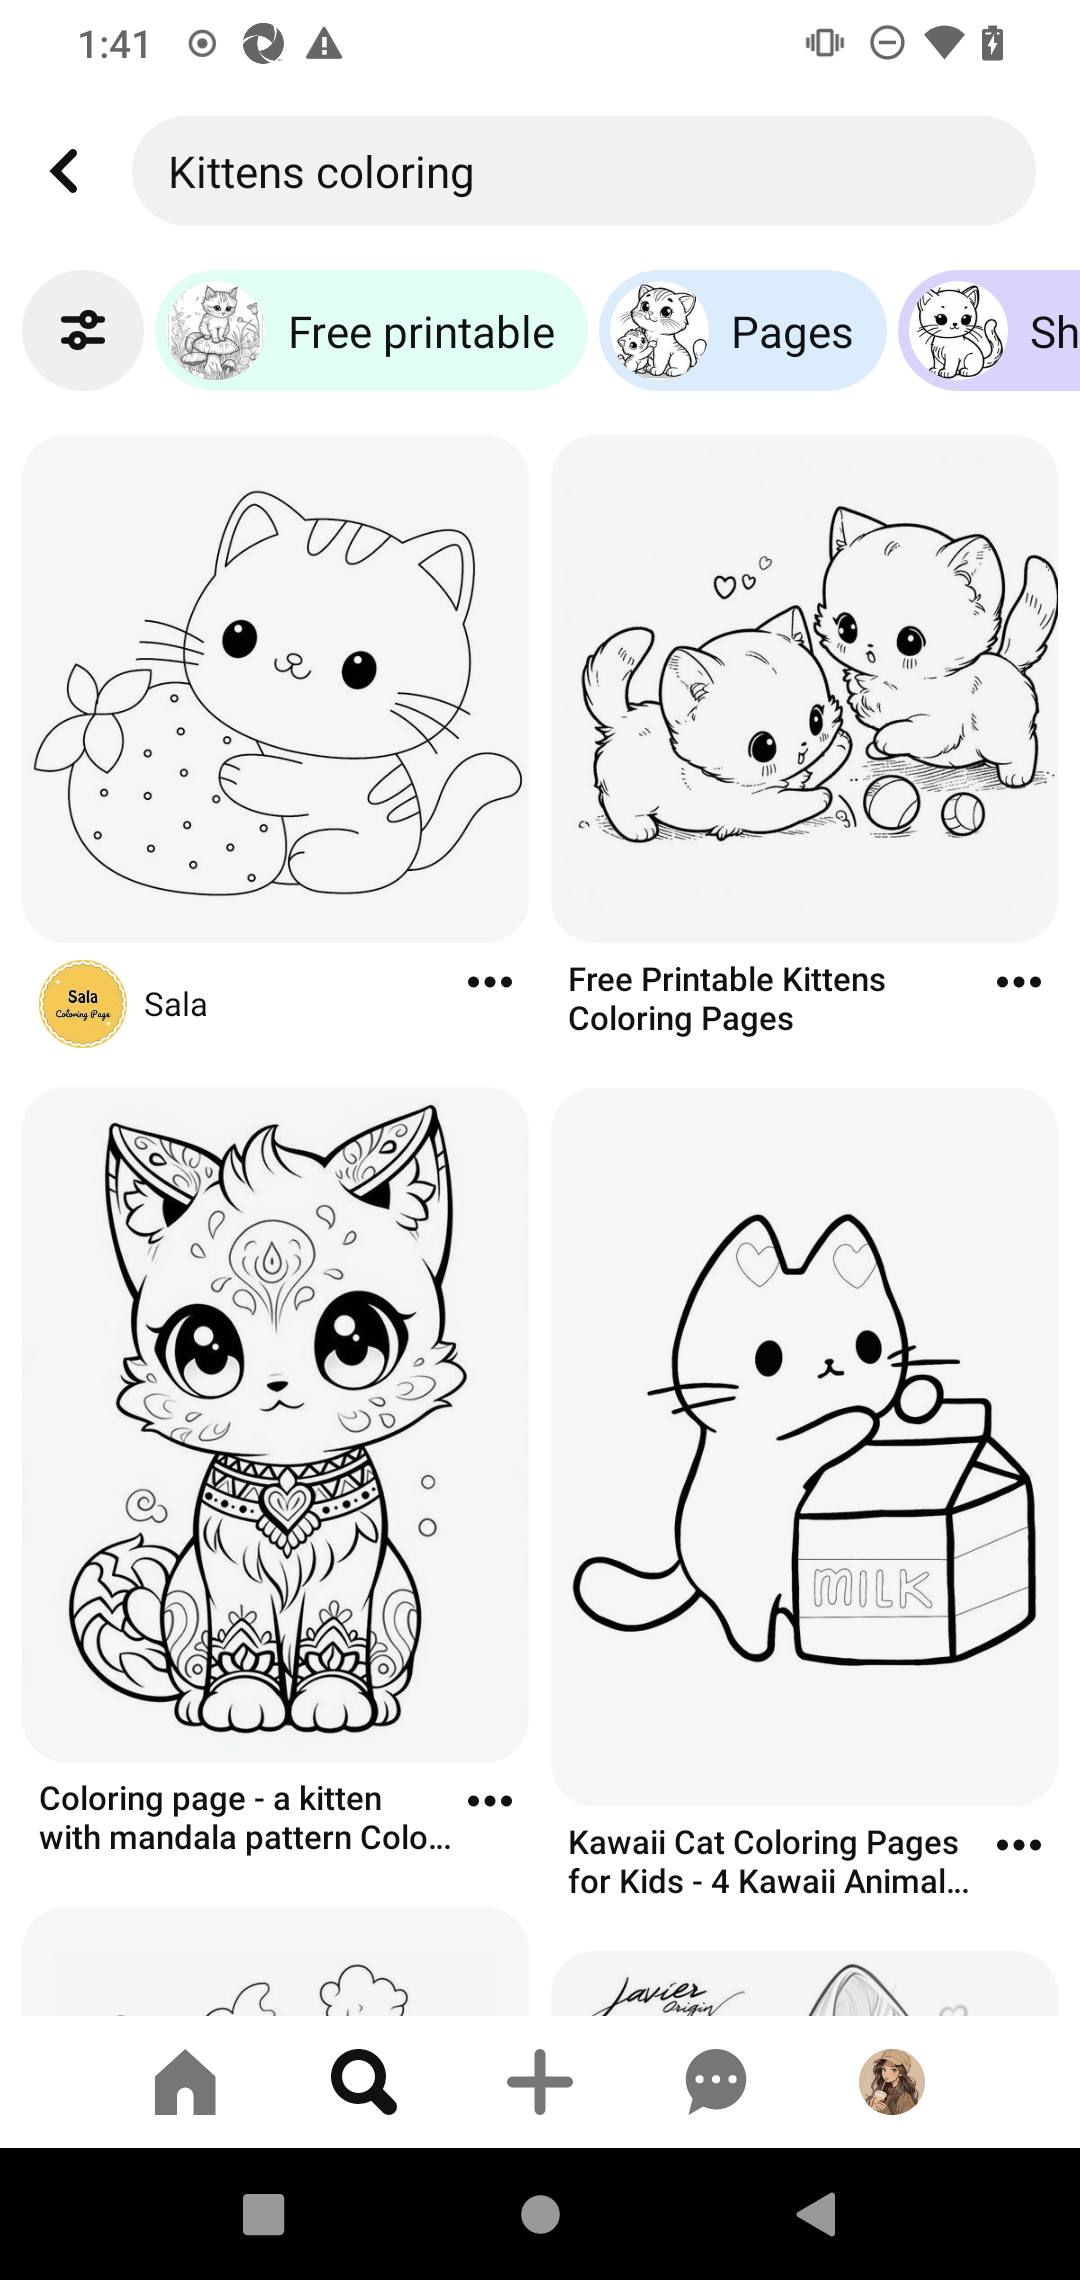 1:41
Kittens coloring
Free printable
Pages
Sh
Sala
Coloring Page
Sala
Free Printable Kittens
Coloring Pages
MILK
Coloring page - a kitten
with mandala pattern Colo...
Kawaii Cat Coloring Pages
for Kids - 4 Kawaii Animal...
Javier
Origin